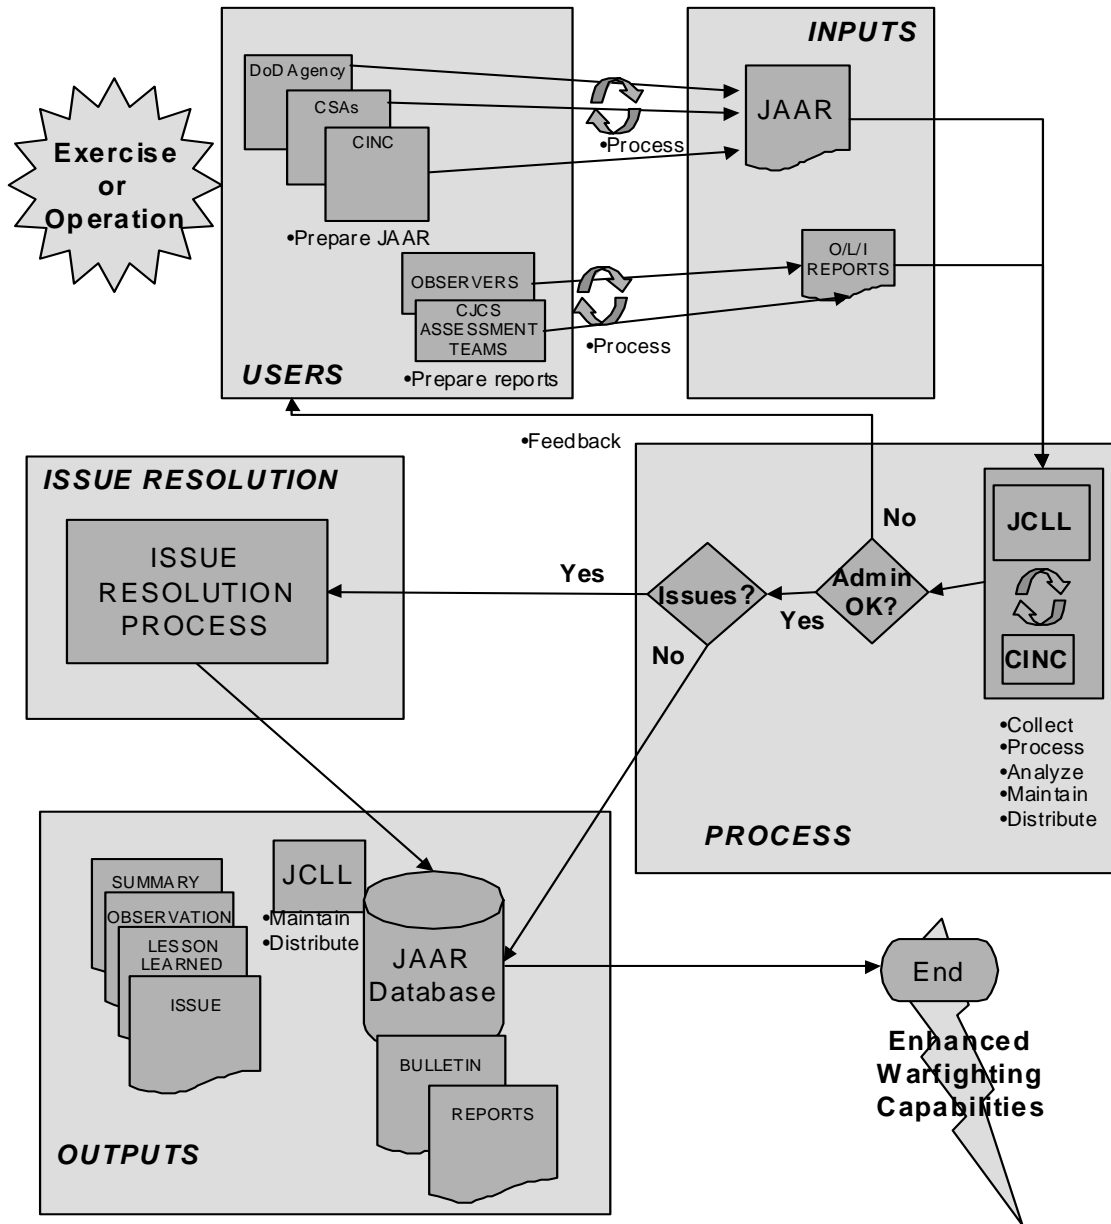 Exercise
or
Operation
DoD Agency
CSAs
CINC
•Prepare JAAR
OBSERVERS
CJCS
ASSESSMENT
TEAMS
•Prepare reports
USERS
•Process
•Process
INPUTS
JAAR
O/L/I
REPORTS
•Feedback
ISSUE RESOLUTION
ISSUE
RESOLUTION
PROCESS
Yes
Issues?
No
Yes
No
Admin
OK?
JCLL
CINC
•Collect
•Process
•Analyze
•Maintain
•Distribute
PROCESS
SUMMARY
OBSERVATION
LESSON
LEARNED
ISSUE
JCLL
•Maintain
•Distribute
JAAR
Database
BULLETIN
REPORTS
OUTPUTS
End
Enhanced
Warfighting
Capabilities